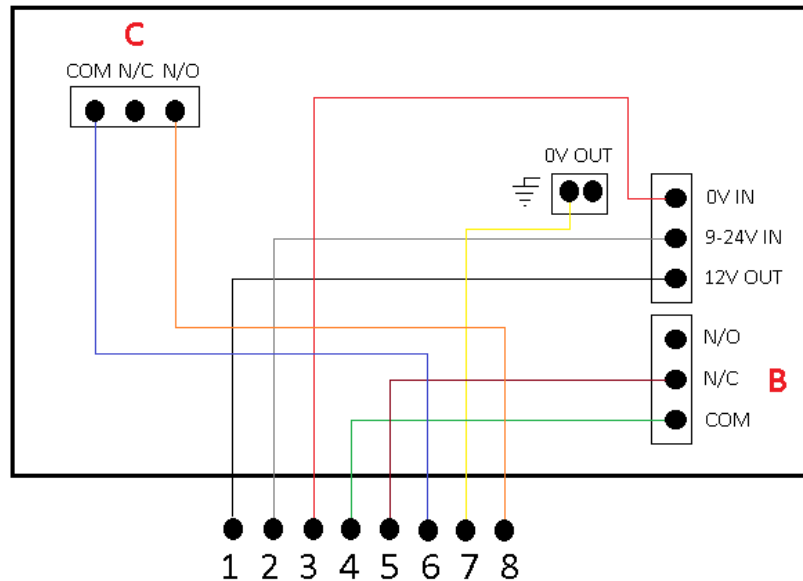 C
COM N/C N/O
0V OUT
0V IN
9-24V IN
12V OUT
N/O
N/C
B
COM
1 2 3 4 5 6 7 8